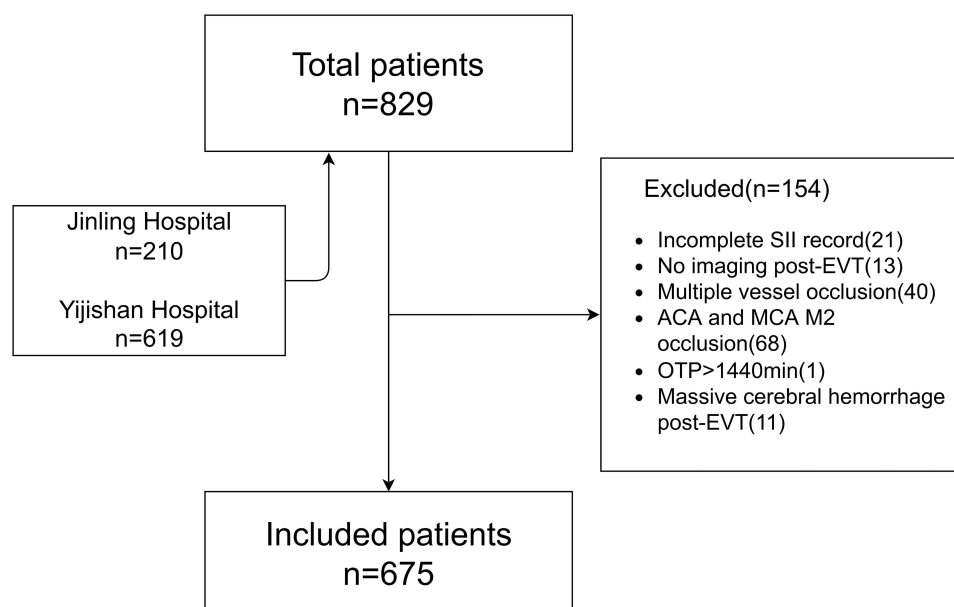 Total patients
n=829
Jinling Hospital
n=210
Yijishan Hospital
n=619
Excluded(n=154)
• Incomplete SII record(21)
• No imaging post-EVT(13)
• Multiple vessel occlusion(40)
• ACA and MCA M2
occlusion(68)
• OTP>1440min(1)
• Massive cerebral hemorrhage
post-EVT(11)
Included patients
n=675